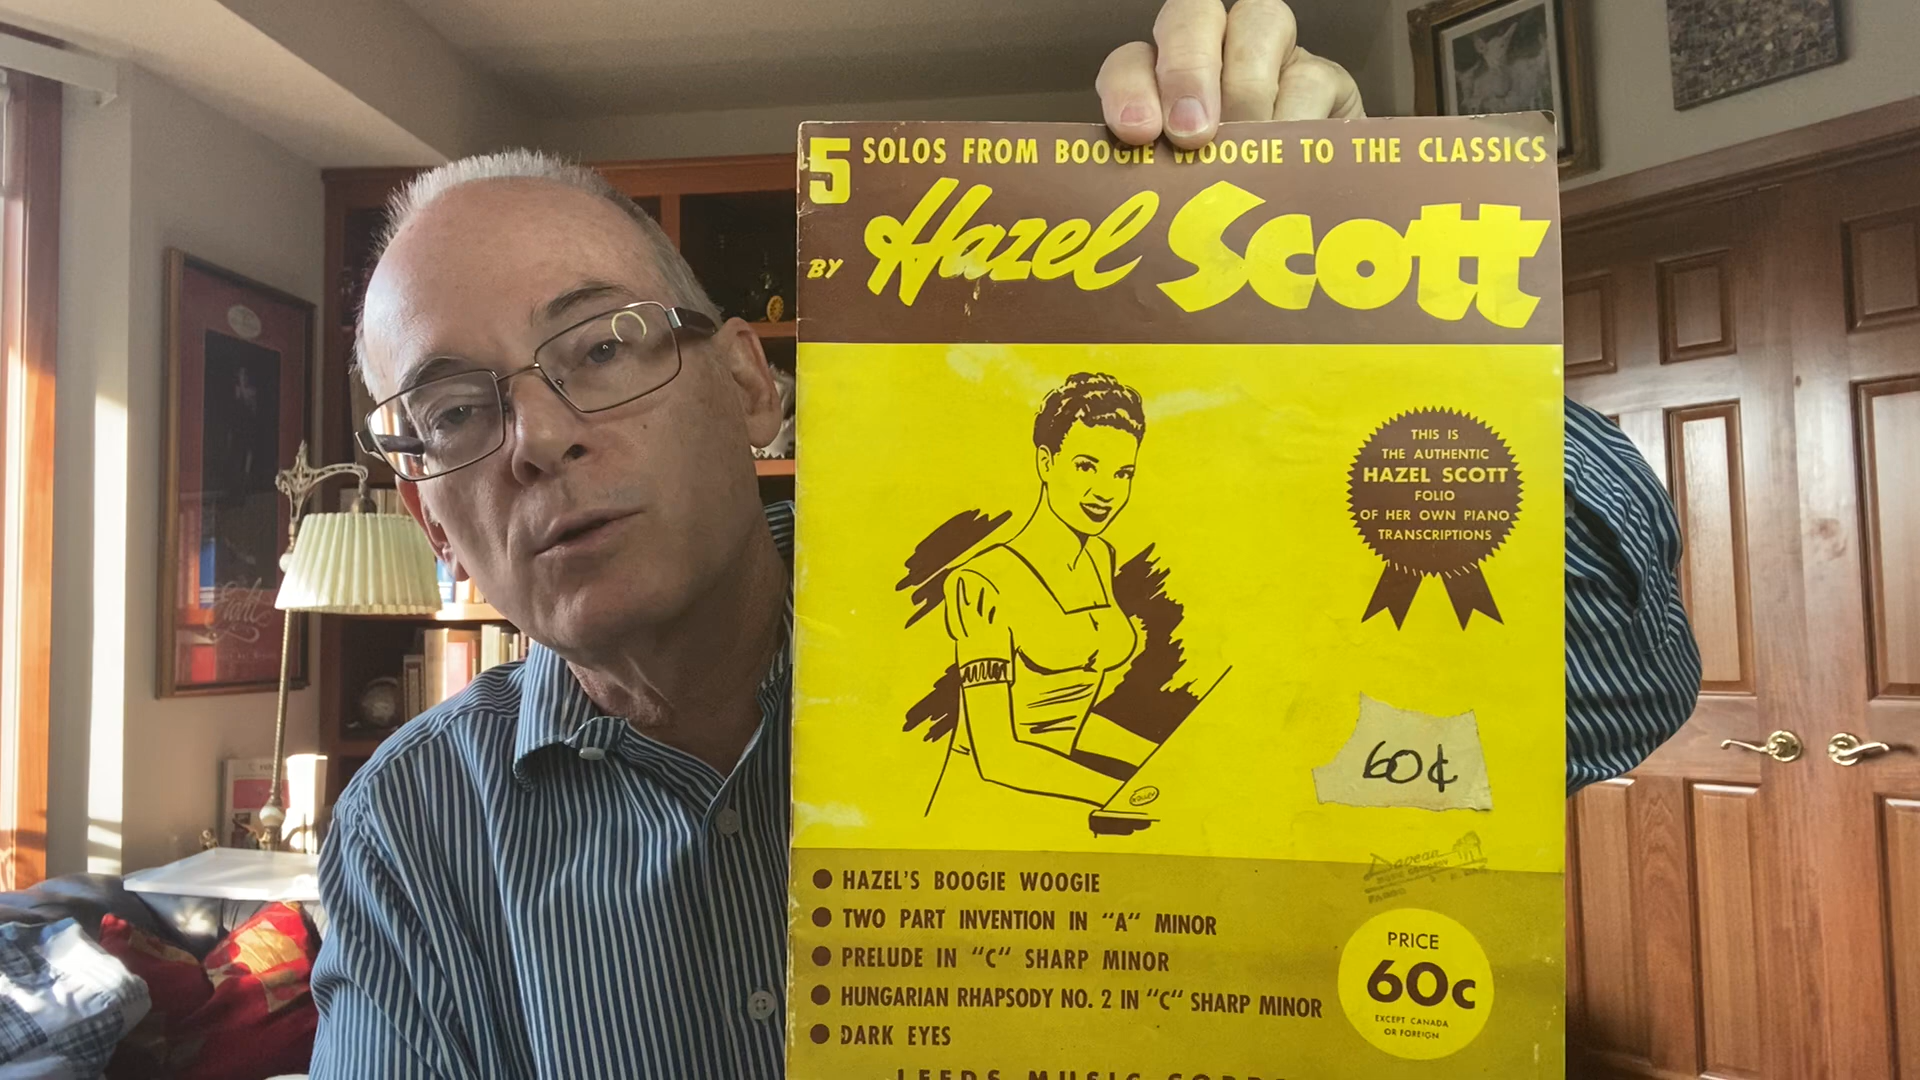 5 SOLOS FROM BOOGIE WOOGIE TO THE CLASSICS
BY Hazel Scott
THIS IS
THE AUTHENTIC
HAZEL SCOTT
FOLIO
OF HER OWN PIANO
TRANSCRIPTIONS
60¢
HAZEL'S BOOGIE WOOGIE
TWO PART INVENTION IN "A" MINOR
PRELUDE IN "C" SHARP MINOR
HUNGARIAN RHAPSODY NO. 2 IN "C" SHARP MINOR
DARK EYES
PRICE
60c
EXCEPT CANADA
OR FOREIGN
LEEDS MUSIC